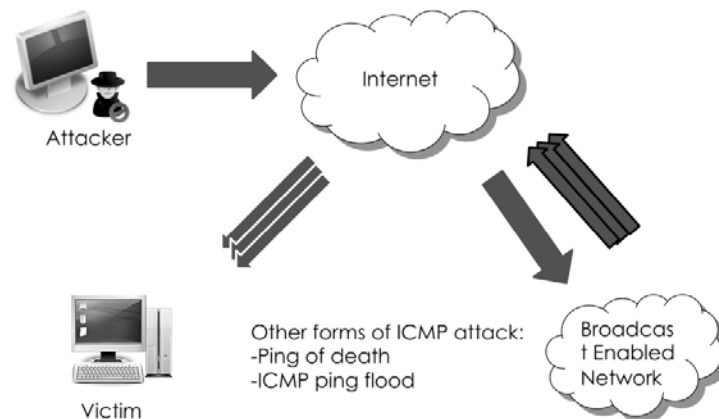 Internet
Attacker
Other forms of ICMP attack:
-Ping of death
-ICMP ping flood
Broadcas
t Enabled
Network
Victim